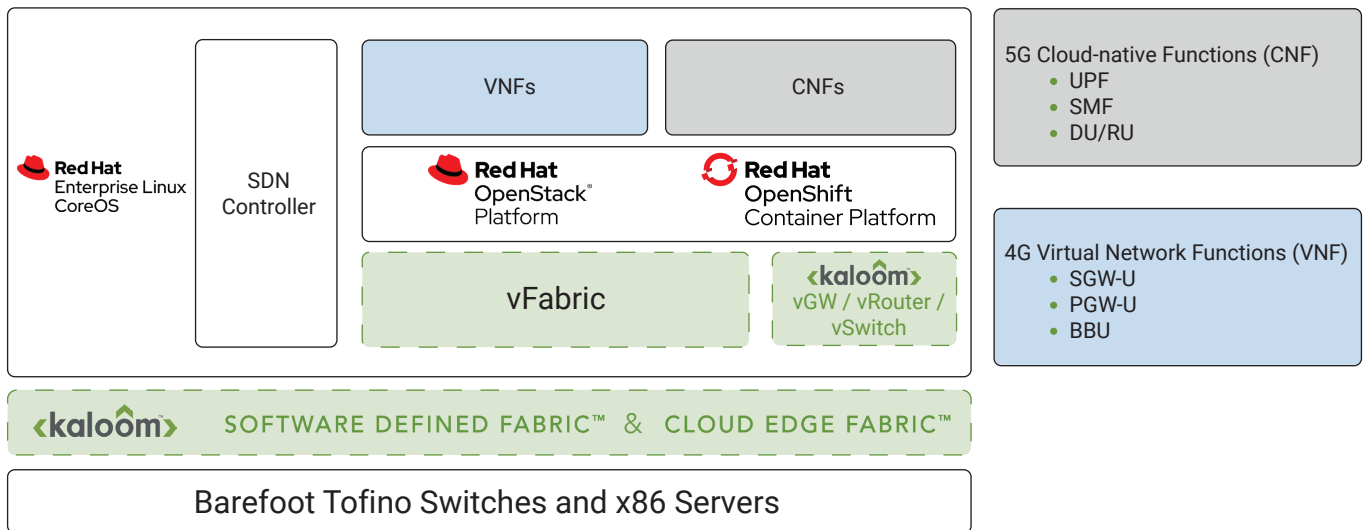 Red Hat
Enterprise Linux
CoreOS
SDN
Controller
VNFs
CNFs
Red Hat
OpenStack®
Platform
Red Hat
OpenShift
Container Platform
vFabric
kaloom™
vGW / vRouter /
vSwitch
kaloom™ SOFTWARE DEFINED FABRIC™ & CLOUD EDGE FABRIC™
Barefoot Tofino Switches and x86 Servers
5G Cloud-native Functions (CNF)
• UPF
• SMF
• DU/RU
4G Virtual Network Functions (VNF)
• SGW-U
• PGW-U
• BBU